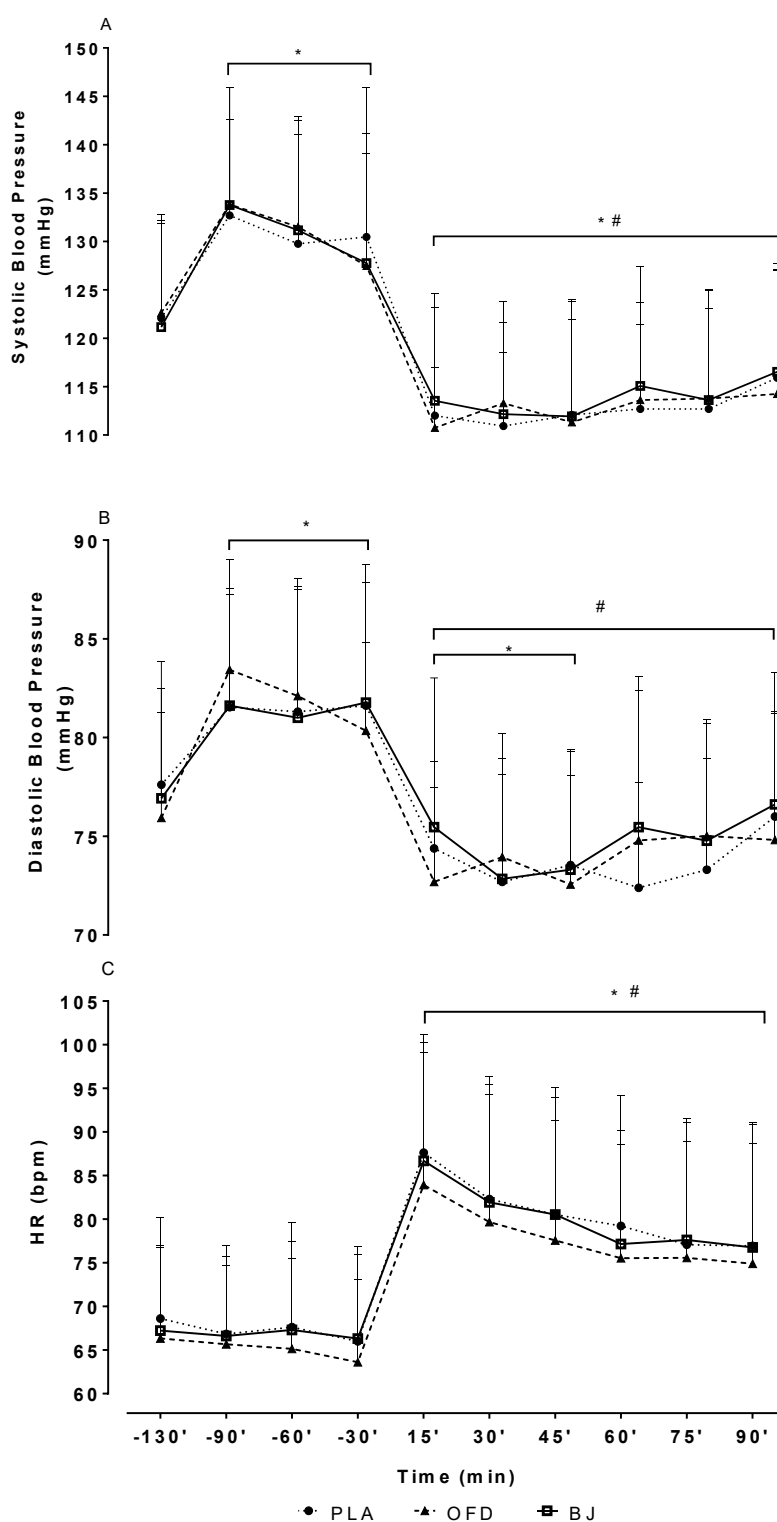 A
150
145
140
135
130
125
120
115
110
Systolic Blood Pressure
(mmHg)
*
* #
B
90
85
80
75
70
Diastolic Blood Pressure
(mmHg)
*
#
*
C
105
100
95
90
85
80
75
70
65
60
HR (bpm)
* #
-130' -90' -60' -30' 15' 30' 45' 60' 75' 90'
Time (min)
PLA OFD BJ